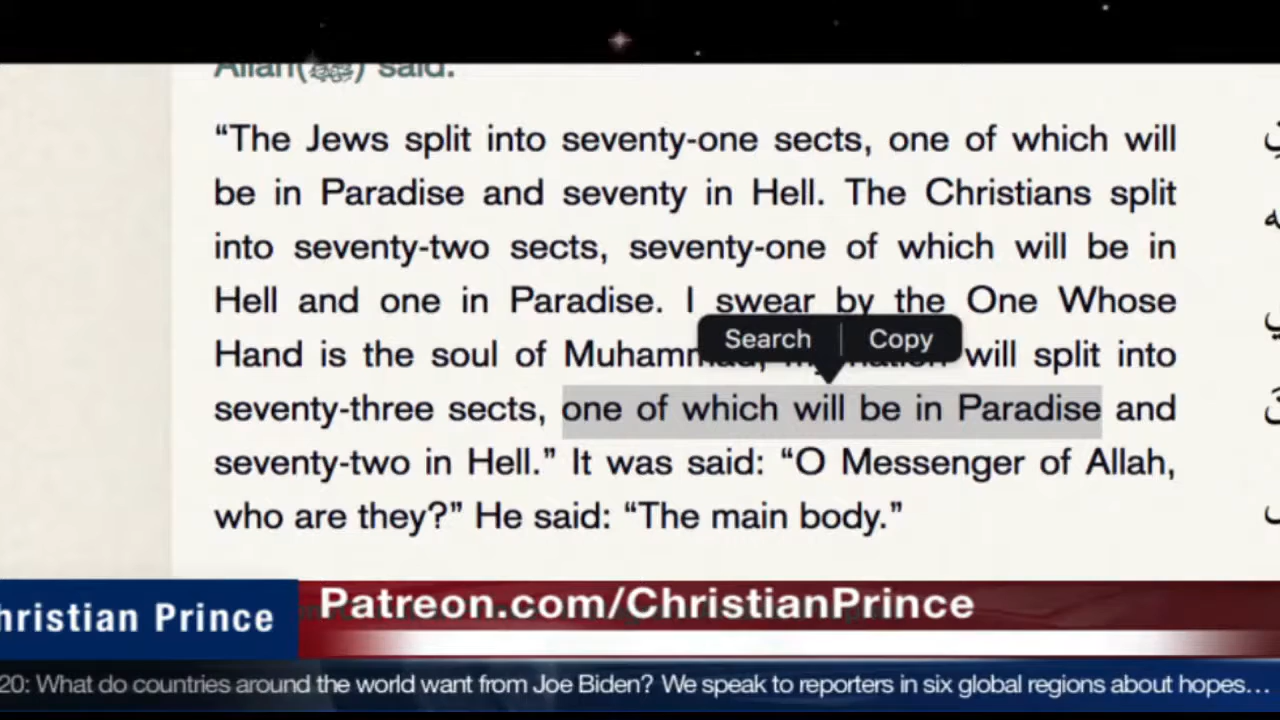 Allah(ﷺ) said:
“The Jews split into seventy-one sects, one of which will
be in Paradise and seventy in Hell. The Christians split
into seventy-two sects, seventy-one of which will be in
Hell and one in Paradise. I swear by the One Whose
Search Copy
Hand is the soul of Muhammad, my nation will split into
seventy-three sects, one of which will be in Paradise and
seventy-two in Hell.” It was said: “O Messenger of Allah,
who are they?” He said: “The main body.”
hristian Prince
Patreon.com/ChristianPrince
20: What do countries around the world want from Joe Biden? We speak to reporters in six global regions about hopes...